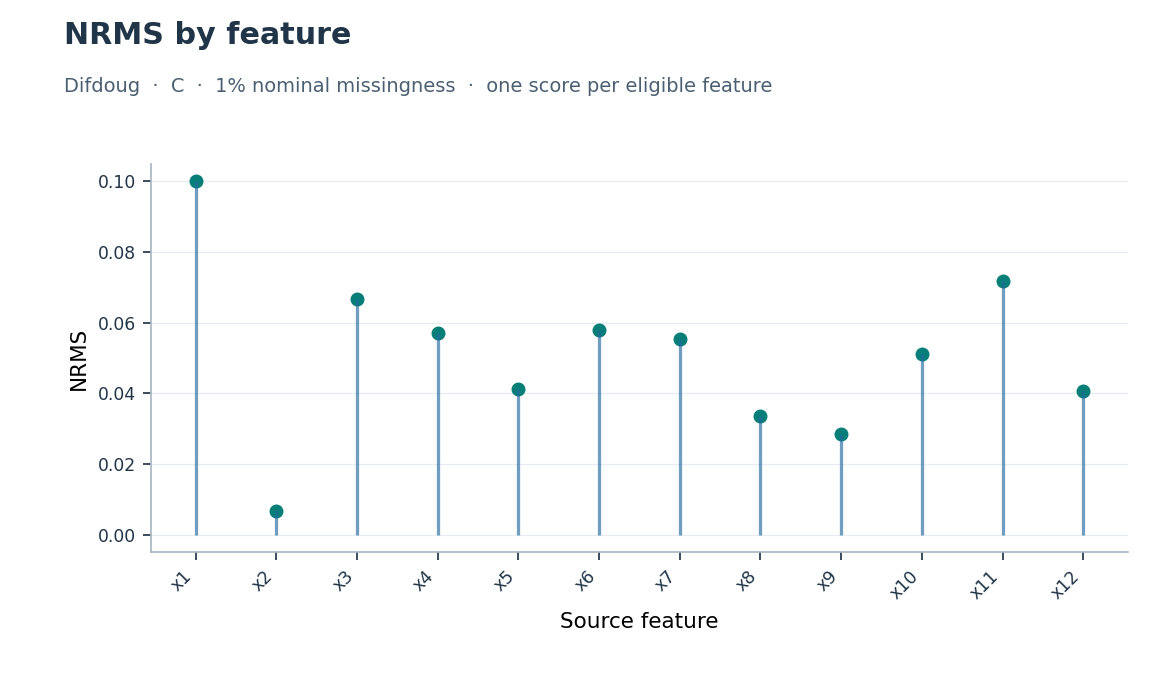 NRMS by feature
Difdoug · C · 1% nominal missingness · one score per eligible feature
0.10
0.08
0.06
0.04
0.02
0.00
NRMS
x1 x2 x3 x4 x5 x6 x7 x8 x9 x10 x11 x12
Source feature